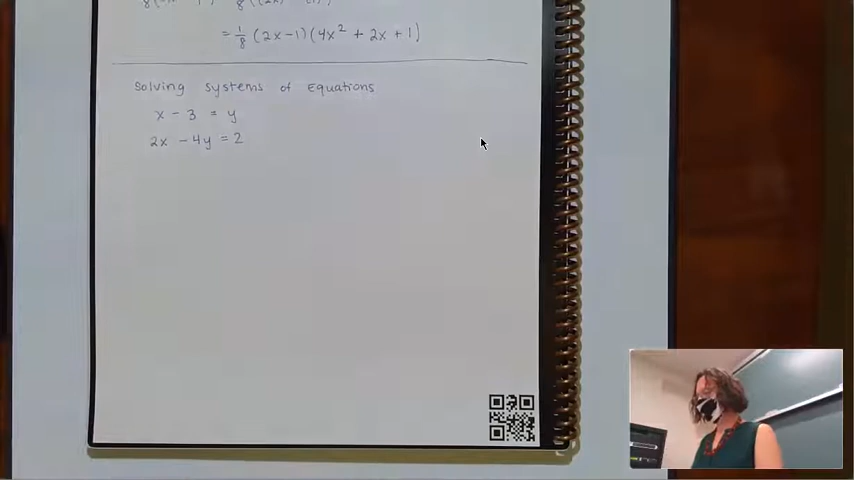 = 1/8 (2x-1)(4x² + 2x + 1)
Solving systems of equations
x - 3 = y
2x - 4y = 2